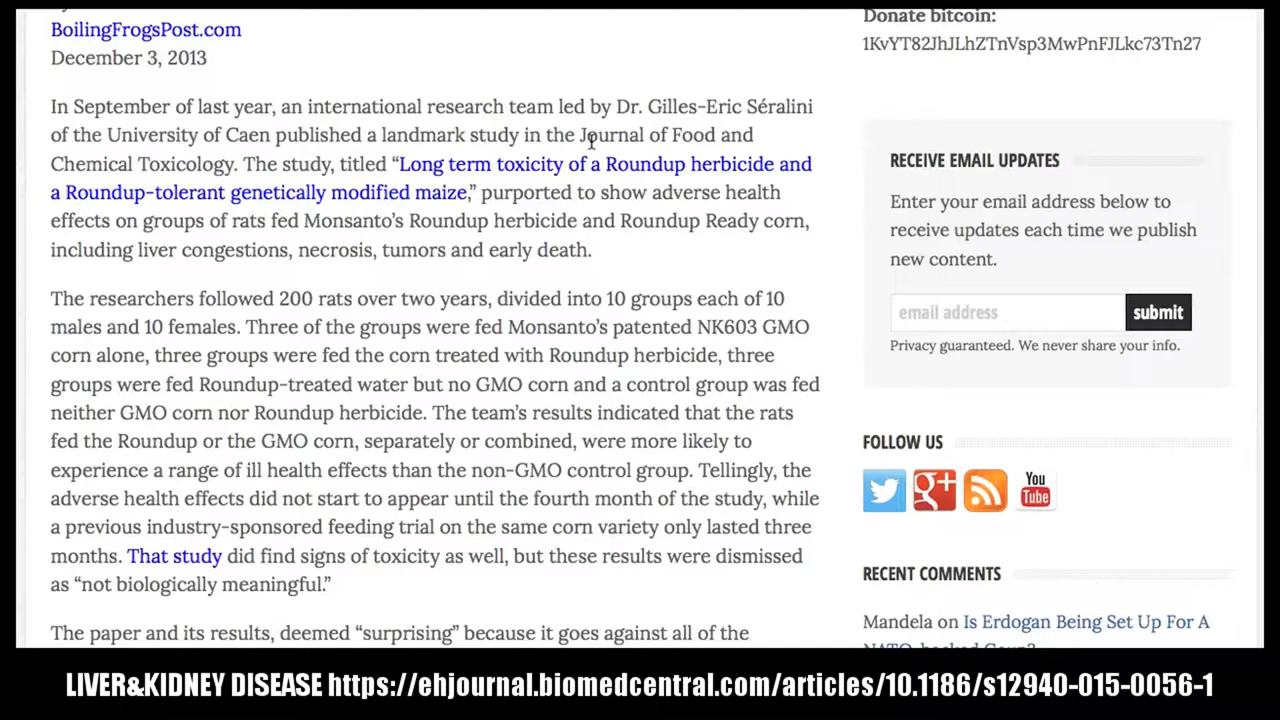 BoilingFrogsPost.com
December 3, 2013
In September of last year, an international research team led by Dr. Gilles-Eric Séralini
of the University of Caen published a landmark study in the Journal of Food and
Chemical Toxicology. The study, titled “Long term toxicity of a Roundup herbicide and
a Roundup-tolerant genetically modified maize,” purported to show adverse health
effects on groups of rats fed Monsanto’s Roundup herbicide and Roundup Ready corn,
including liver congestions, necrosis, tumors and early death.
The researchers followed 200 rats over two years, divided into 10 groups each of 10
males and 10 females. Three of the groups were fed Monsanto’s patented NK603 GMO
corn alone, three groups were fed the corn treated with Roundup herbicide, three
groups were fed Roundup-treated water but no GMO corn and a control group was fed
neither GMO corn nor Roundup herbicide. The team’s results indicated that the rats
fed the Roundup or the GMO corn, separately or combined, were more likely to
experience a range of ill health effects than the non-GMO control group. Tellingly, the
adverse health effects did not start to appear until the fourth month of the study, while
a previous industry-sponsored feeding trial on the same corn variety only lasted three
months. That study did find signs of toxicity as well, but these results were dismissed
as “not biologically meaningful.”
The paper and its results, deemed “surprising” because it goes against all of the
Donate bitcoin:
1KvYT82JhJLhZTnVsp3MwPnFJLkc73Tn27
RECEIVE EMAIL UPDATES
Enter your email address below to
receive updates each time we publish
new content.
email address
submit
Privacy guaranteed. We never share your info.
FOLLOW US
g+
You
Tube
RECENT COMMENTS
Mandela on Is Erdogan Being Set Up For A
NATO-backed Coup?
LIVER&KIDNEY DISEASE https://ehjournal.biomedcentral.com/articles/10.1186/s12940-015-0056-1